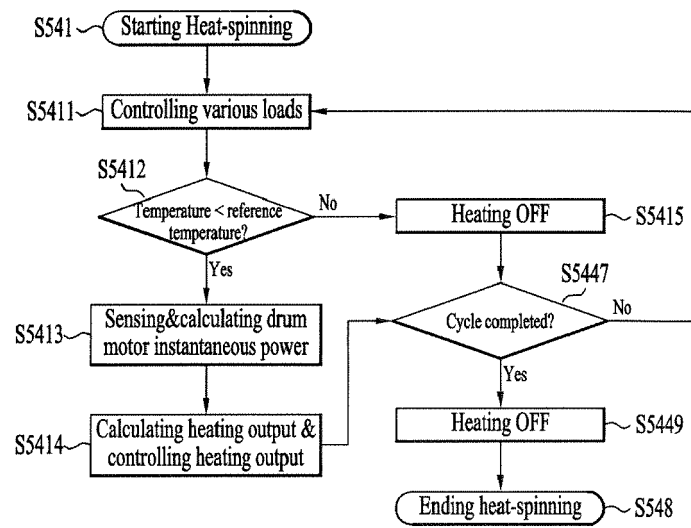 S541
Starting Heat-spinning
S5411
Controlling various loads
S5412
Temperature < reference
temperature?
No
Yes
Heating OFF
S5415
S5447
Cycle completed?
No
Yes
S5413
Sensing&calculating drum
motor instantaneous power
S5414
Calculating heating output &
controlling heating output
Heating OFF
S5449
Ending heat-spinning
S548